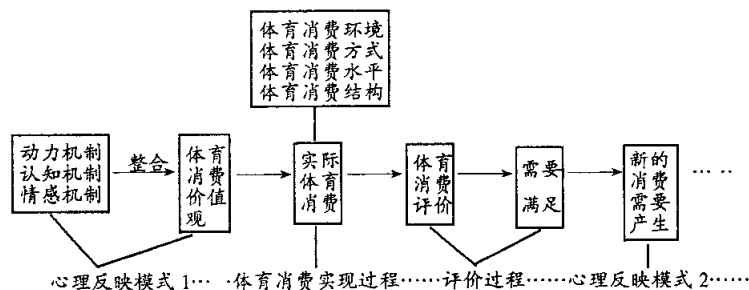 体育消费环境
体育消费方式
体育消费水平
体育消费结构
动力机制
认知机制
情感机制
整合
体育
消费
价值
观
实际
体育
消费
体育
消费
评价
需要
满足
新的
消费
需要
产生
… ‥
心理反映模式 1… ·体育消费实现过程……评价过程……心理反映模式 2……